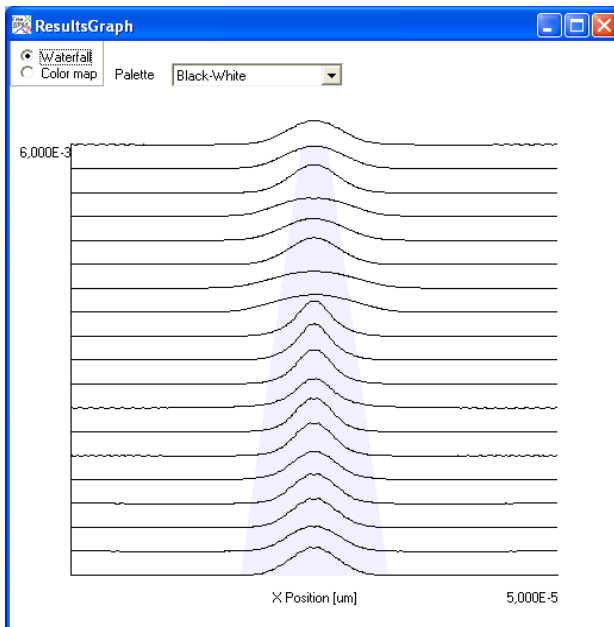 ResultsGraph
Waterfall
Color map
Palette
Black-White
6,000E-3
X Position [um]
5,000E-5